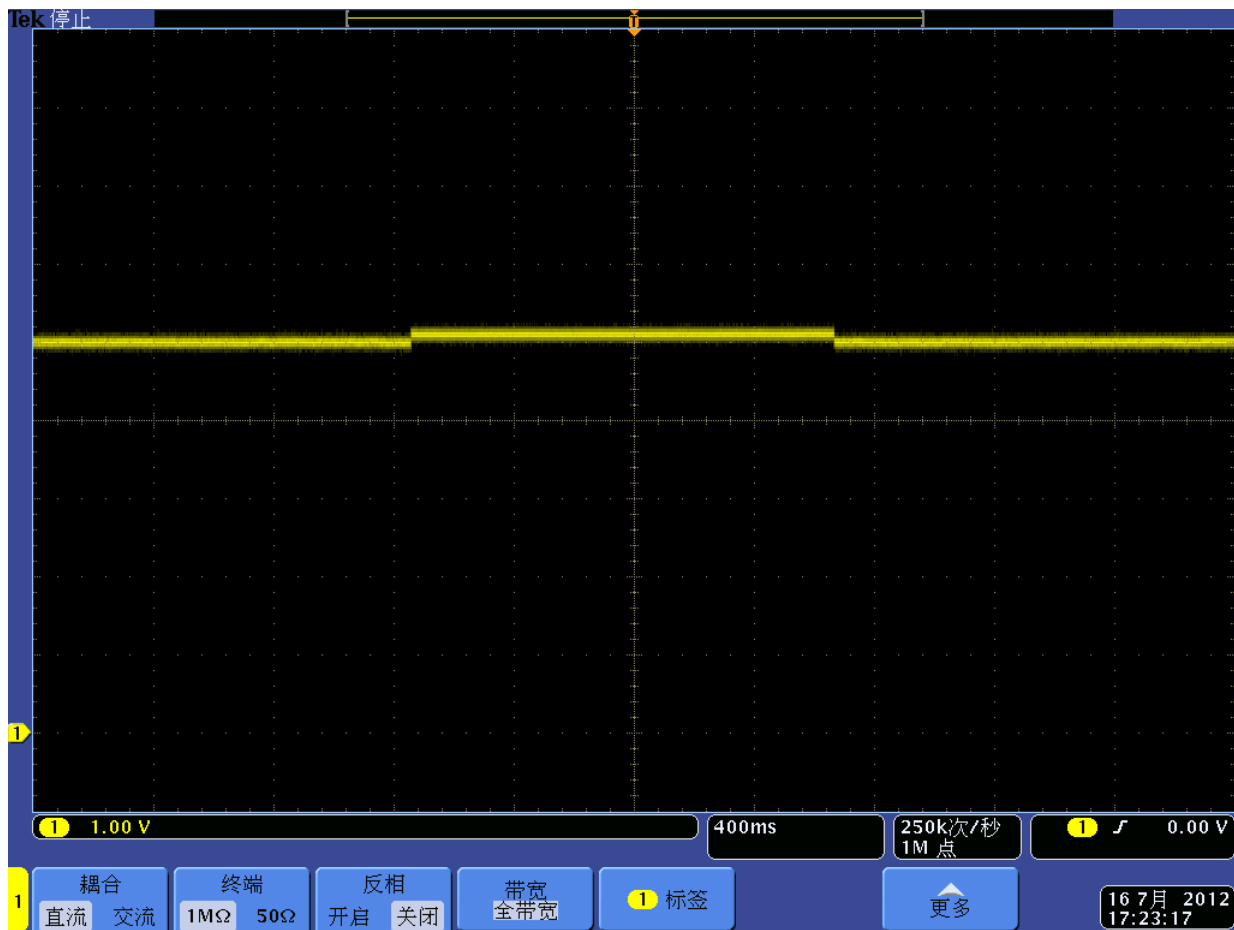 Tek 停止
T
1
1 1.00 V
400ms
250k次/秒
1M 点
1 0.00 V
1
耦合
直流 交流
终端
1MΩ 50Ω
反相
开启 关闭
带宽
全带宽
1 标签
更多
16 7月 2012
17:23:17